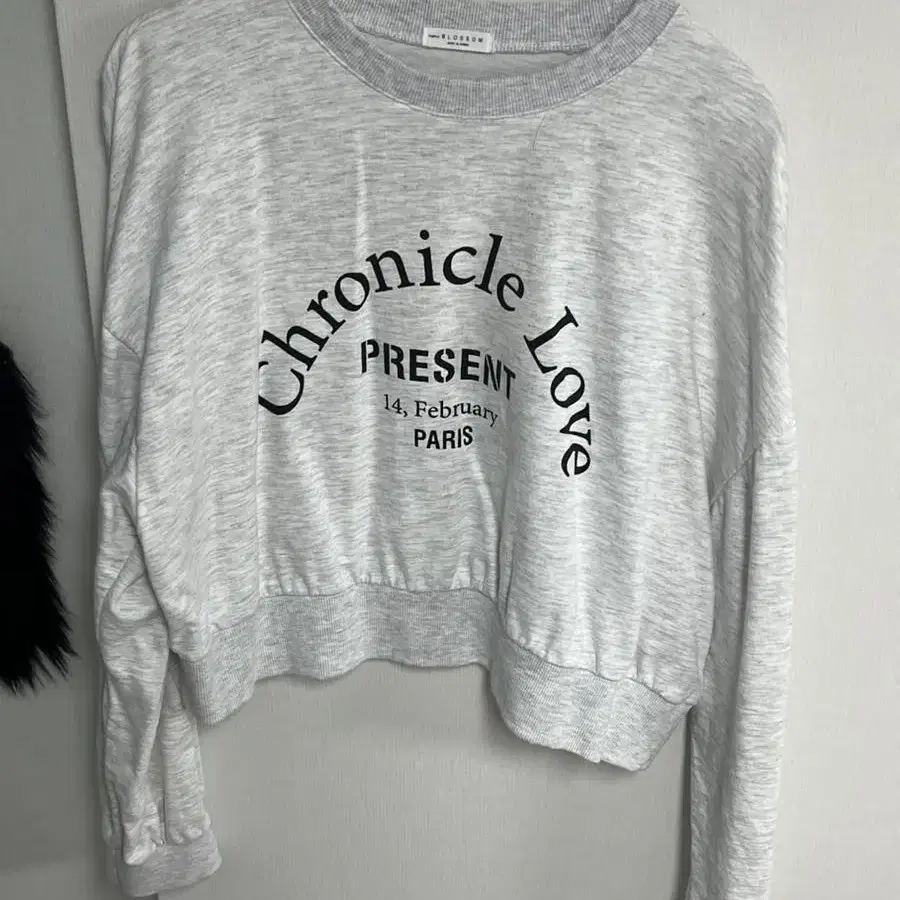 BLOSSOM
Chronicle Love
PRESENT
14, February
PARIS